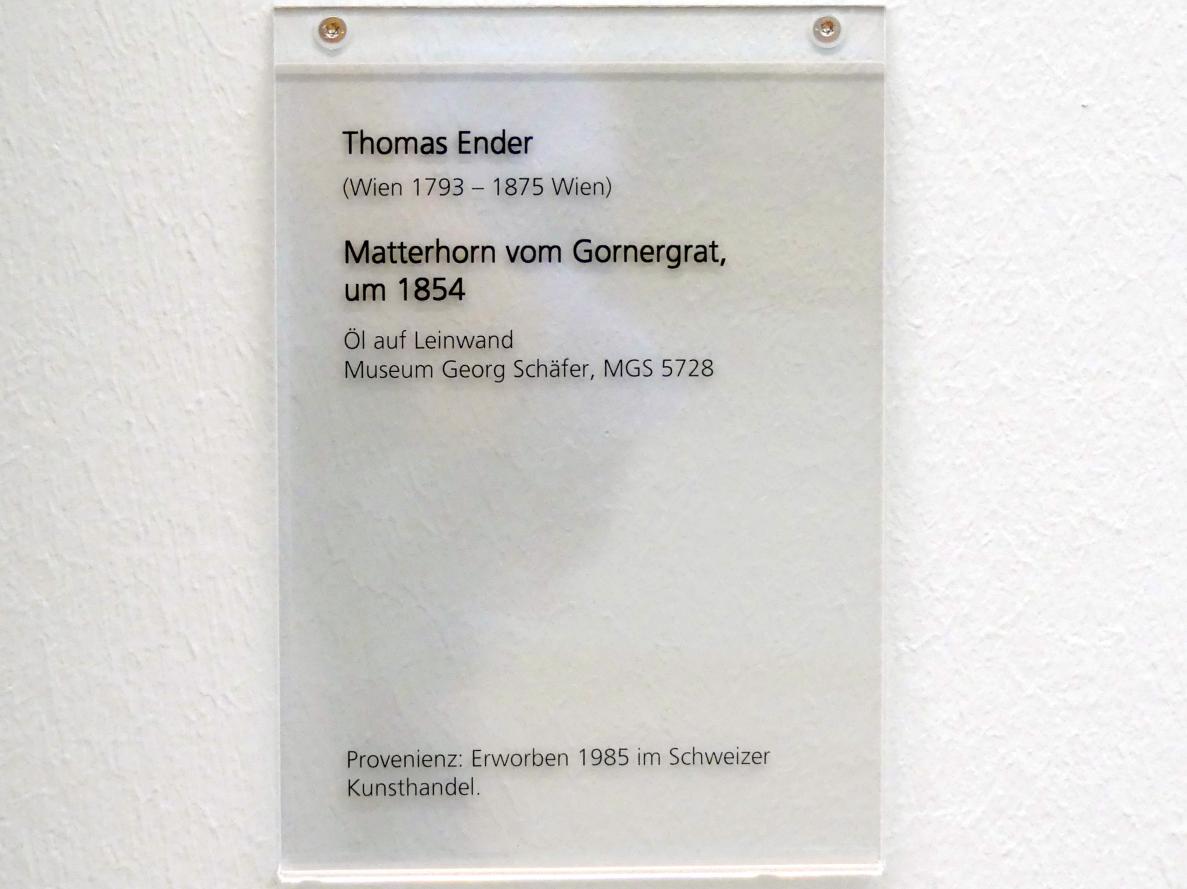 Thomas Ender
(Wien 1793 – 1875 Wien)
Matterhorn vom Gornergrat,
um 1854
Öl auf Leinwand
Museum Georg Schäfer, MGS 5728
Provenienz: Erworben 1985 im Schweizer
Kunsthandel.